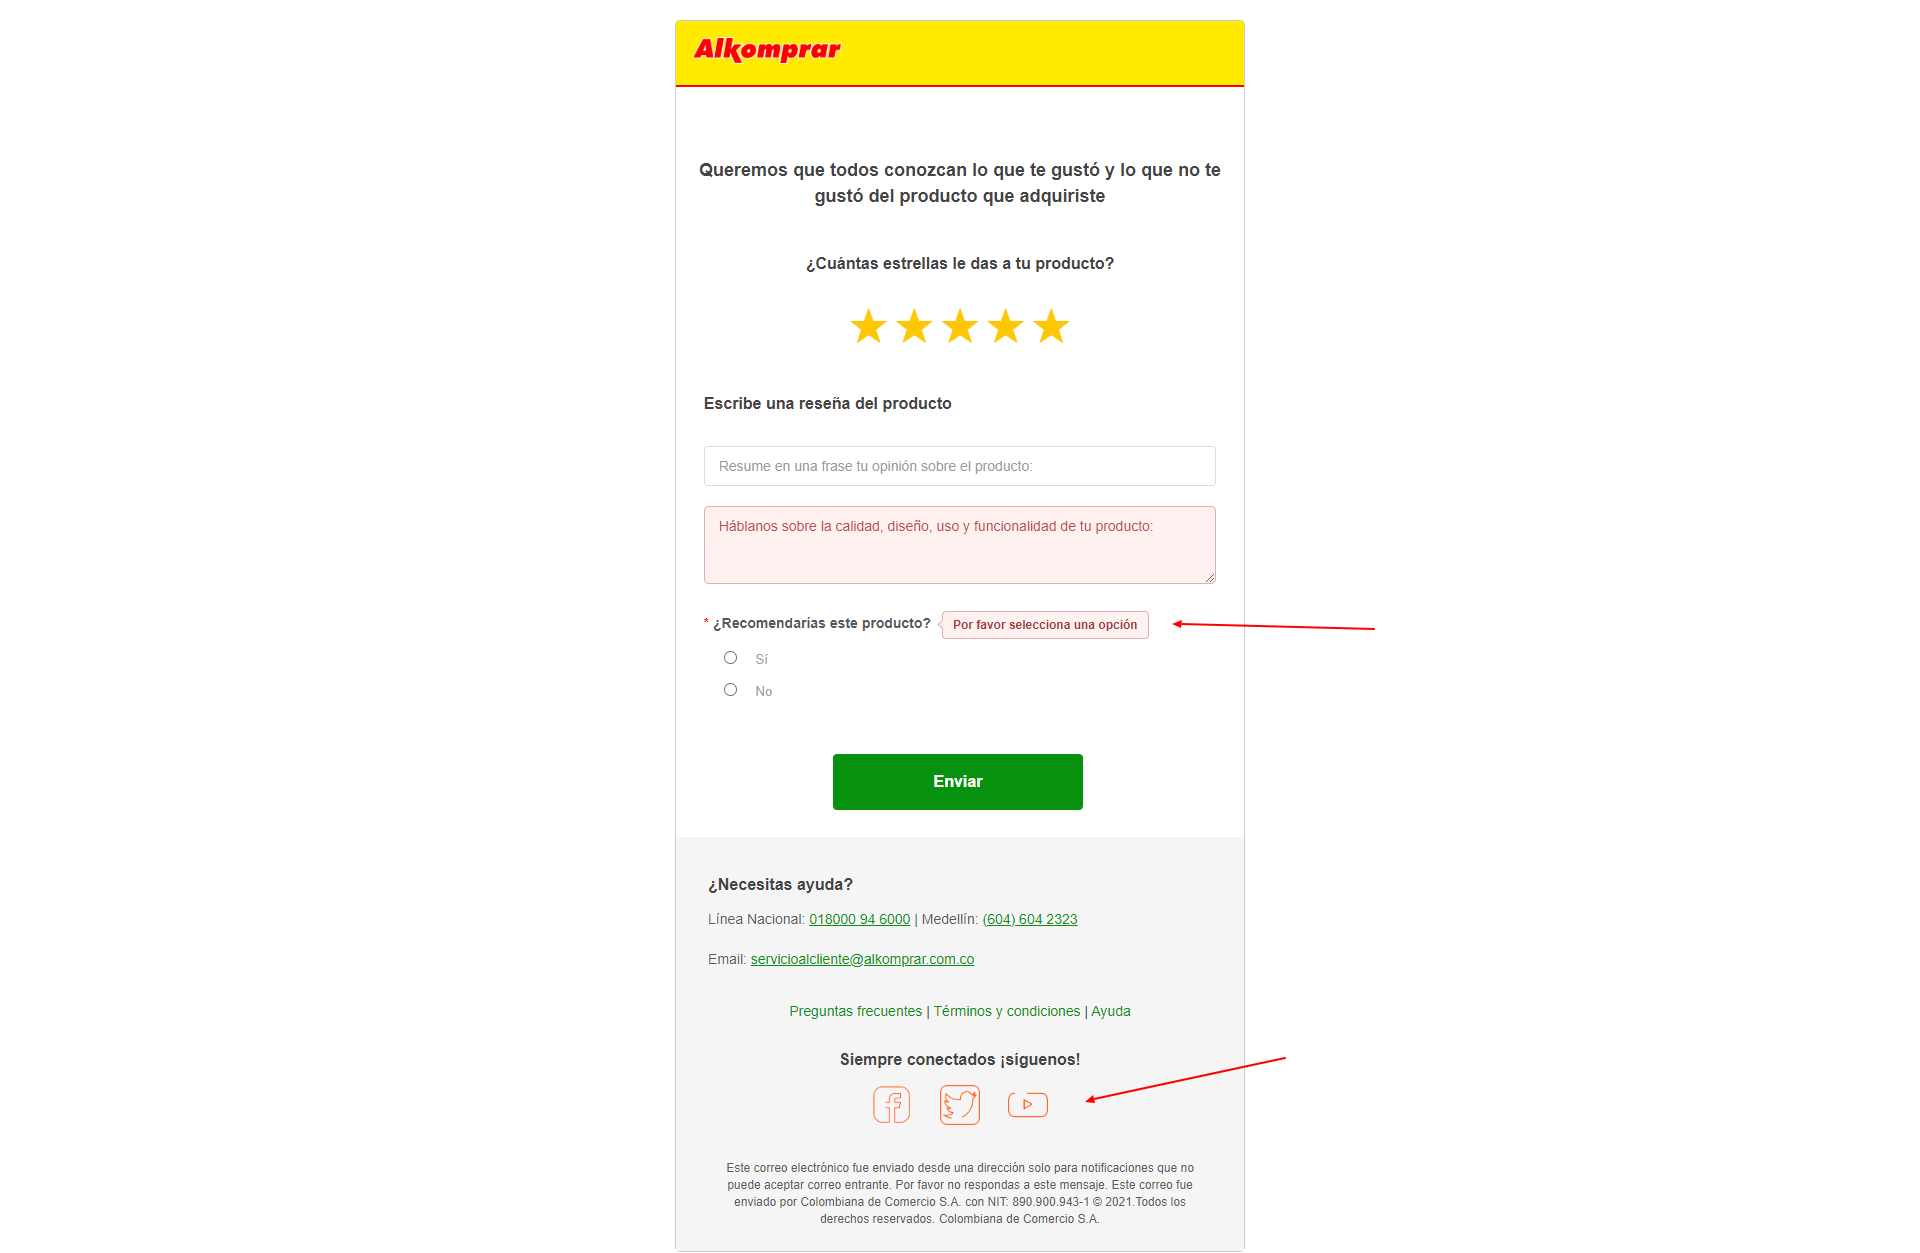 Alkomprar
Queremos que todos conozcan lo que te gustó y lo que no te
gustó del producto que adquiriste
¿Cuántas estrellas le das a tu producto?
Escribe una reseña del producto
Resume en una frase tu opinión sobre el producto:
Háblanos sobre la calidad, diseño, uso y funcionalidad de tu producto:
* ¿Recomendarías este producto? Por favor selecciona una opción
Sí
No
Enviar
¿Necesitas ayuda?
Línea Nacional: 018000 94 6000 | Medellín: (604) 604 2323
Email: servicioalcliente@alkomprar.com.co
Preguntas frecuentes | Términos y condiciones | Ayuda
Siempre conectados ¡síguenos!
Este correo electrónico fue enviado desde una dirección solo para notificaciones que no
puede aceptar correo entrante. Por favor no respondas a este mensaje. Este correo fue
enviado por Colombiana de Comercio S.A. con NIT: 890.900.943-1 © 2021.Todos los
derechos reservados. Colombiana de Comercio S.A.